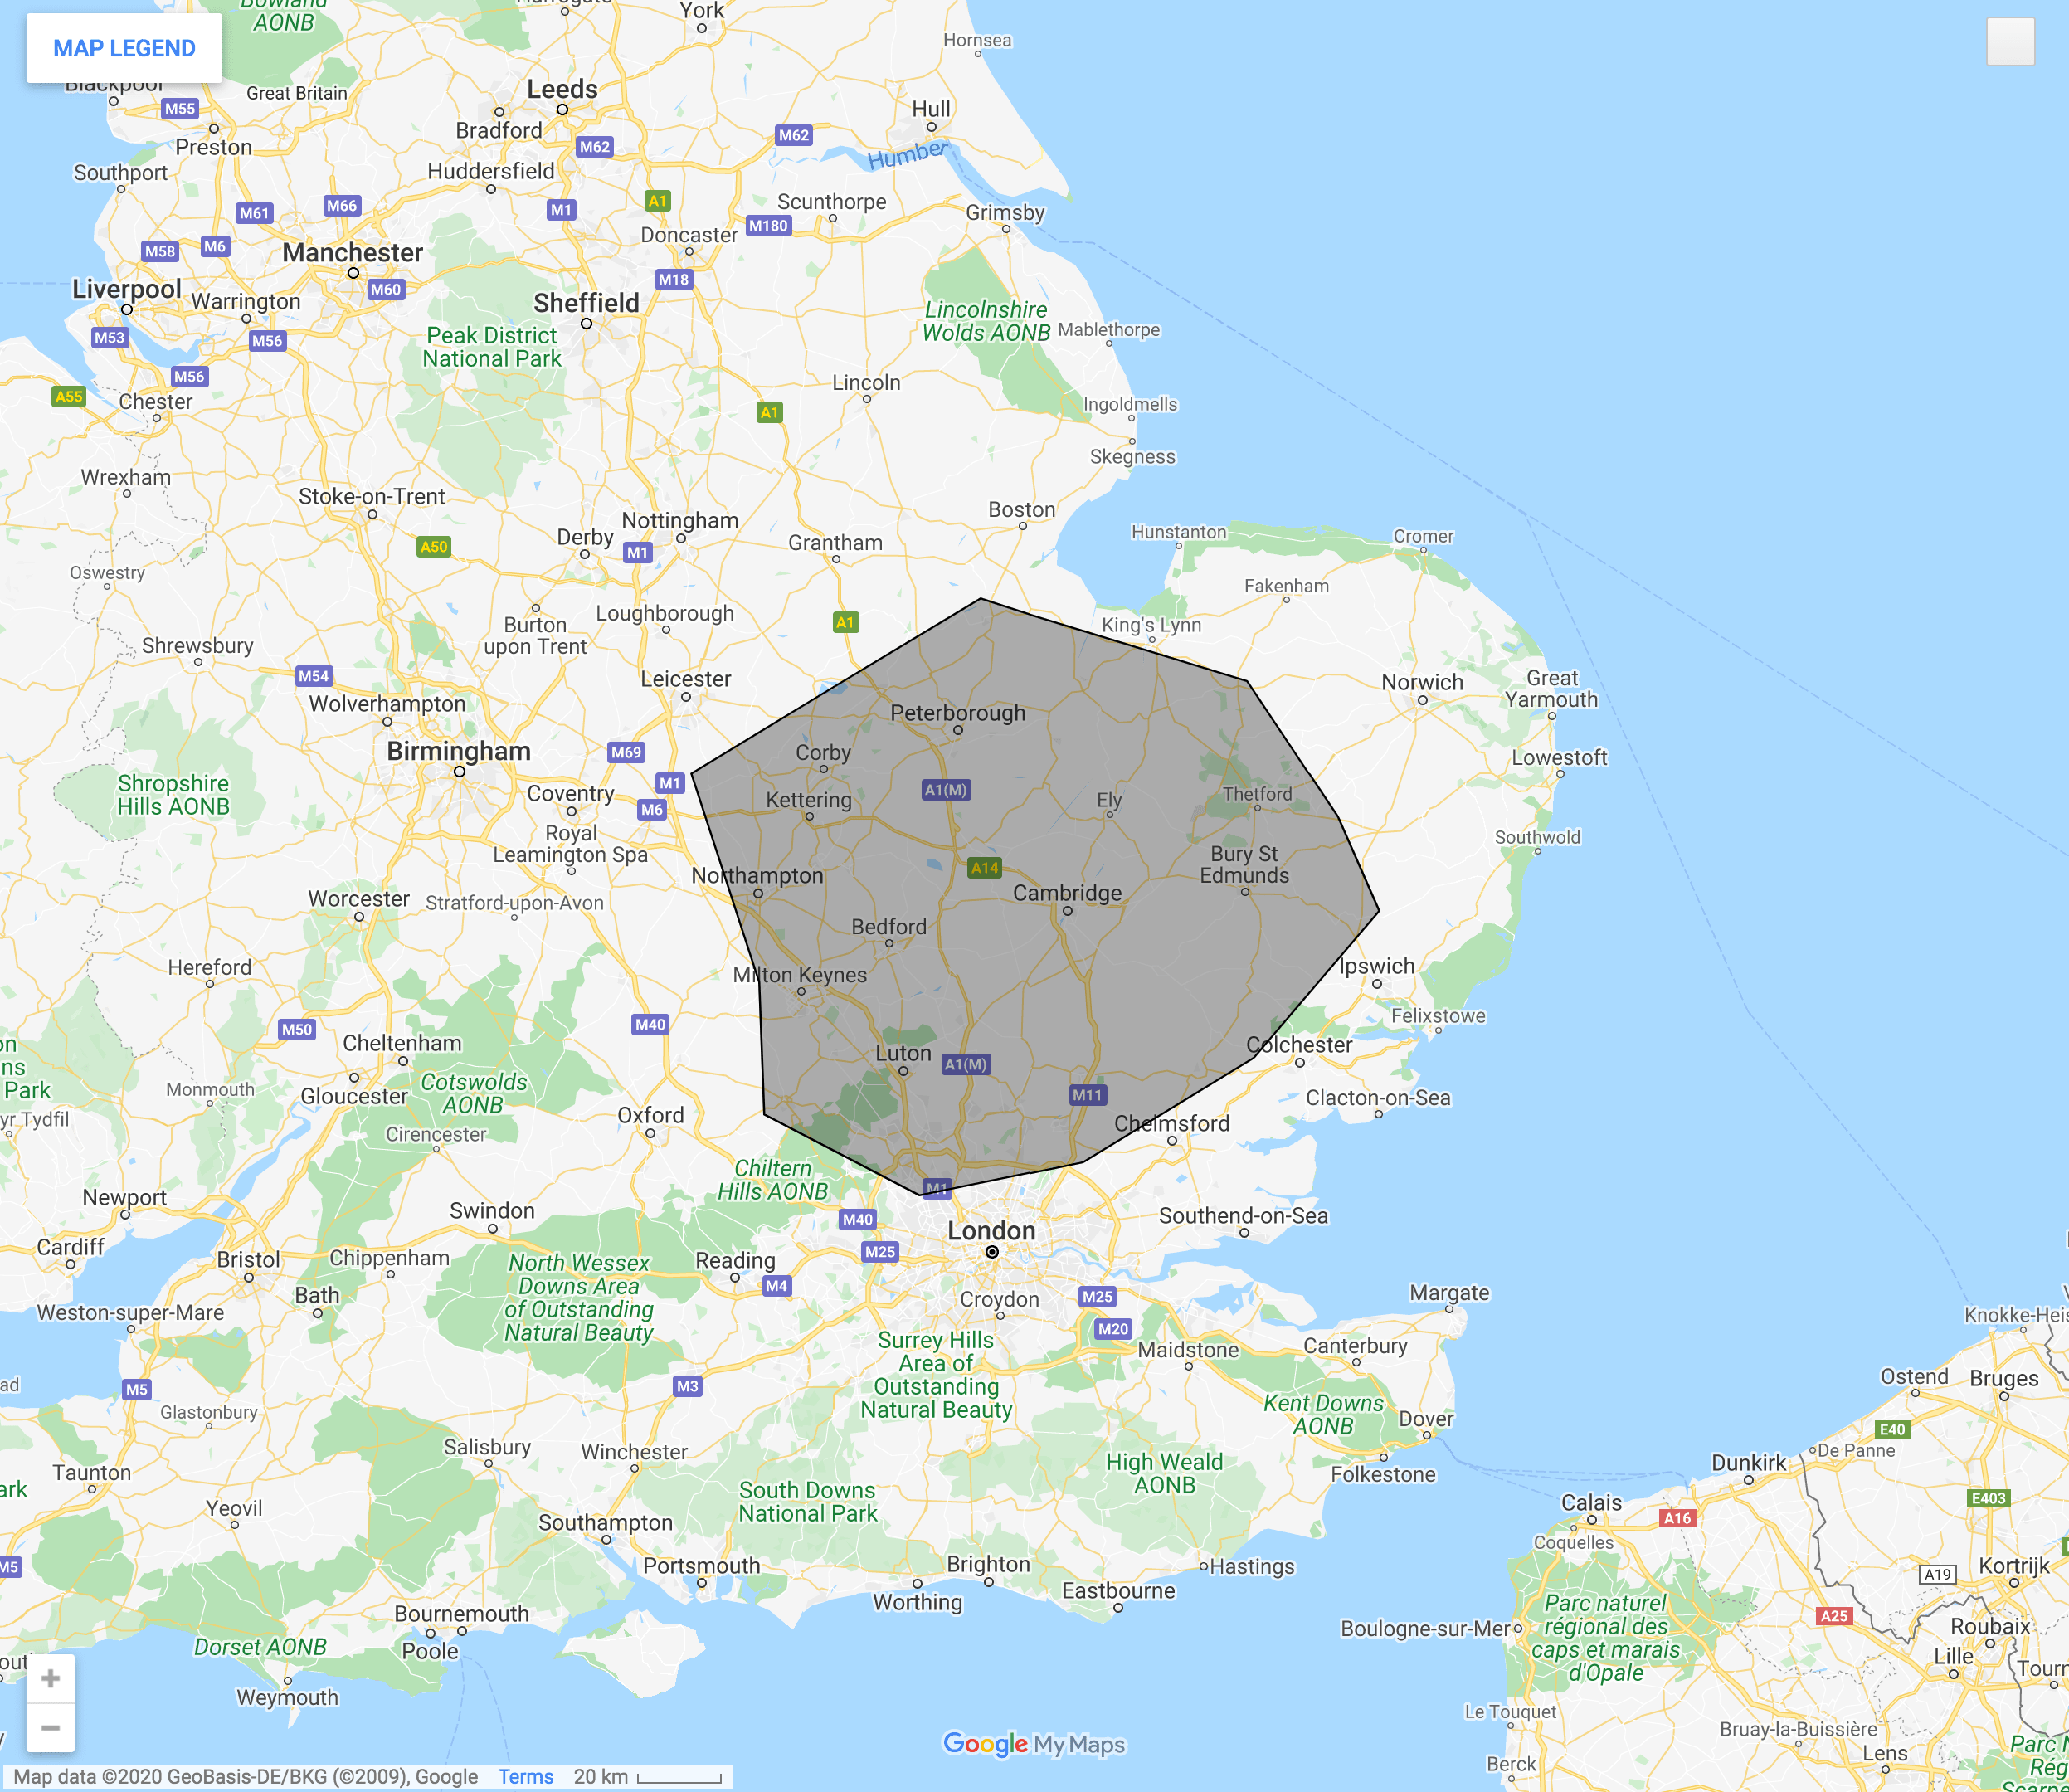 Bowland
AONB
York
Hornsea
MAP LEGEND
Blackpool
Great Britain
Leeds
M55
Bradford
Hull
Preston
M62
M62
Humber
Southport
Huddersfield
M61
M66
M1
A1
Scunthorpe
Grimsby
M180
M58
M6
Doncaster
Manchester
M60
M18
Liverpool
Warrington
Sheffield
Lincolnshire
Wolds AONB
Mablethorpe
M53
M56
Peak District
National Park
M56
A55
Chester
Lincoln
A1
Ingoldmells
Skegness
Wrexham
Stoke-on-Trent
Boston
Nottingham
Derby
M1
A50
Grantham
Hunstanton
Cromer
Oswestry
Fakenham
Burton
upon Trent
Loughborough
A1
King's Lynn
Shrewsbury
M54
Leicester
Norwich
Great
Yarmouth
Wolverhampton
Peterborough
Birmingham
M69
Corby
Lowestoft
Shropshire
Hills AONB
M1
Coventry
M6
Kettering
A1(M)
Ely
Thetford
Royal
Leamington Spa
Southwold
Bury St
Edmunds
A14
Northampton
Cambridge
Worcester
Stratford-upon-Avon
Bedford
Hereford
Milton Keynes
Ipswich
M50
M40
Felixstowe
Cheltenham
Luton
A1(M)
Colchester
Park
Monmouth
Gloucester
Cotswolds
AONB
M11
Clacton-on-Sea
yr Tydfil
Cirencester
Oxford
Chelmsford
Chiltern
Hills AONB
M1
Newport
Swindon
M40
London
Southend-on-Sea
Cardiff
Bristol
Chippenham
North Wessex
Downs Area
of Outstanding
Natural Beauty
Reading
M25
M4
Bath
Croydon
M25
Margate
Weston-super-Mare
M20
Knokke-Heis
Surrey Hills
Area of
Outstanding
Natural Beauty
Maidstone
Canterbury
M5
M3
Ostend
Bruges
Glastonbury
Kent Downs
AONB
Dover
E40
De Panne
Salisbury
Winchester
High Weald
AONB
Folkestone
Dunkirk
Taunton
South Downs
National Park
E403
Yeovil
Calais
A16
Southampton
Coquelles
M5
Portsmouth
Brighton
Hastings
A19
Kortrijk
Worthing
Eastbourne
Bournemouth
Poole
Parc naturel
régional des
caps et marais
d'Opale
A25
Boulogne-sur-Mer
Roubaix
Dorset AONB
Lille
Tourn
Weymouth
Le Touquet
Bruay-la-Buissière
Google My Maps
Lens
Berck
Map data ©2020 GeoBasis-DE/BKG (©2009), Google Terms 20 km